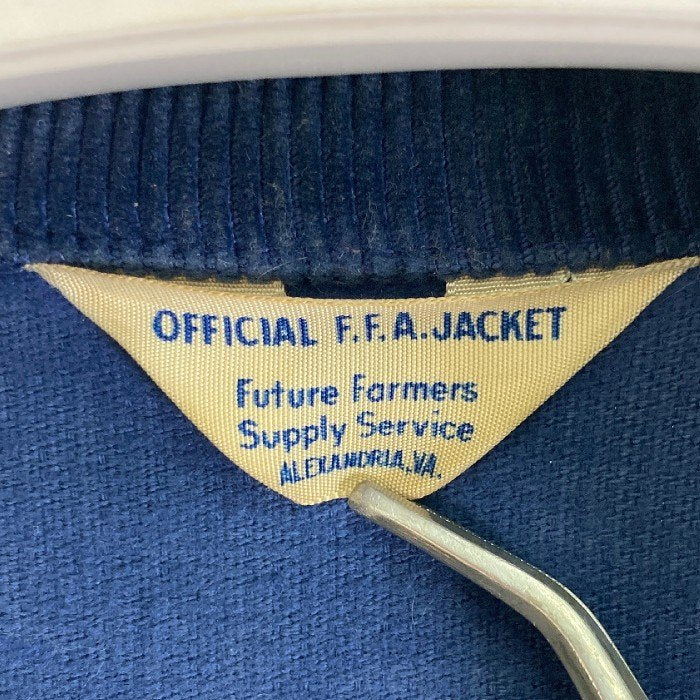 OFFICIAL F.F.A. JACKET
Future Farmers
Supply Service
ALEXANDRIA, VA.